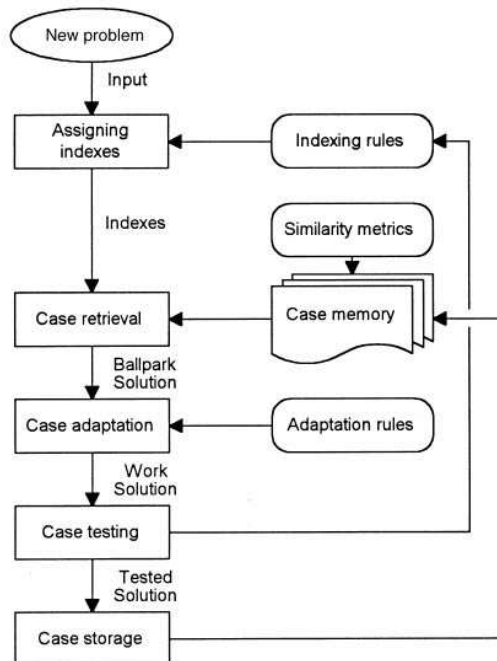 New problem
Input
Assigning
indexes
Indexing rules
Indexes
Similarity metrics
Case retrieval
Case memory
Ballpark
Solution
Case adaptation
Adaptation rules
Work
Solution
Case testing
Tested
Solution
Case storage